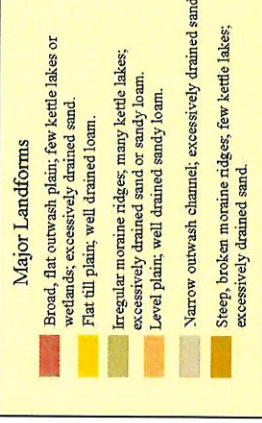 Major Landforms
Broad, flat outwash plain; few kettle lakes or
wetlands; excessively drained sand.
Flat till plain; well drained loam.
Irregular moraine ridges; many kettle lakes;
excessively drained sand or sandy loam.
Level plain; well drained sandy loam.
Narrow outwash channel; excessively drained sand
Steep, broken moraine ridges; few kettle lakes;
excessively drained sand.